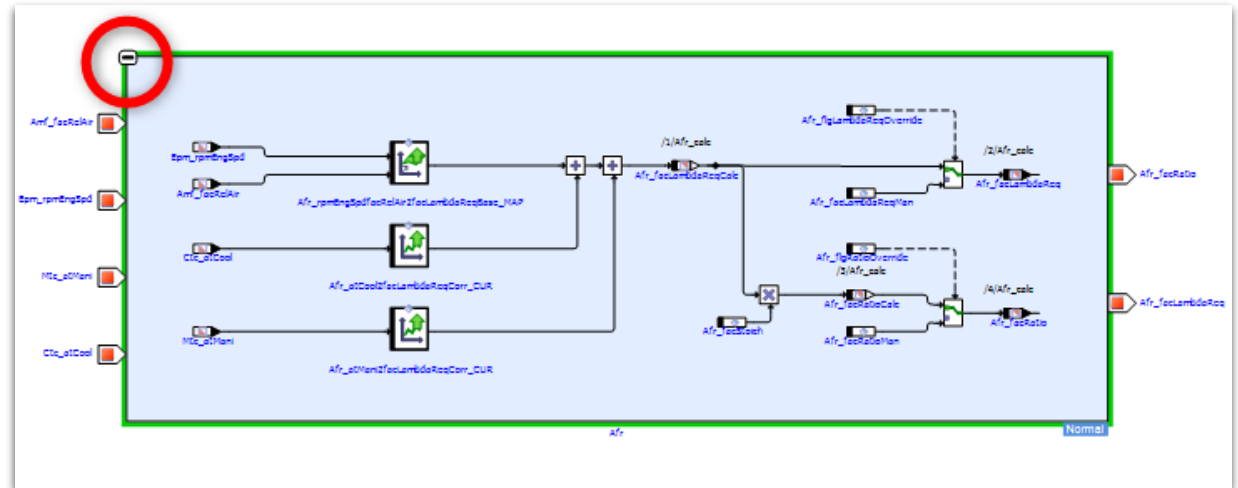 Amf_facRelAir
Epm_rpmEngSpd
Mtc_atMani
Ctc_atCool
Epm_rpmEngSpd
Amf_facRelAir
Afr_rpmEngSpdfacRelAir2facLambdaReqBase_MAP
Ctc_atCool
Afr_atCool2facLambdaReqCorr_CUR
Mtc_atMani
Afr_atMani2facLambdaReqCorr_CUR
/1/Afr_calc
Afr_facLambdaReqCalc
Afr_flgLambdaReqOverride
/2/Afr_calc
Afr_facLambdaReq
Afr_facLambdaReqMan
Afr_flgRatioOverride
/3/Afr_calc
Afr_facRatioCalc
/4/Afr_calc
Afr_facRatio
Afr_facStoich
Afr_facRatioMan
Afr_facRatio
Afr_facLambdaReq
Afr
Normal